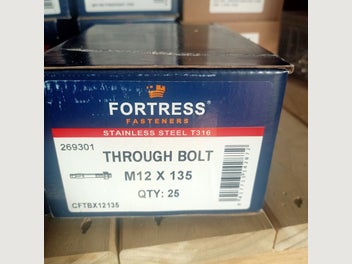 FORTRESS®
FASTENERS
STAINLESS STEEL T316
269301
THROUGH BOLT
M12 X 135
QTY: 25
CFTBX12135